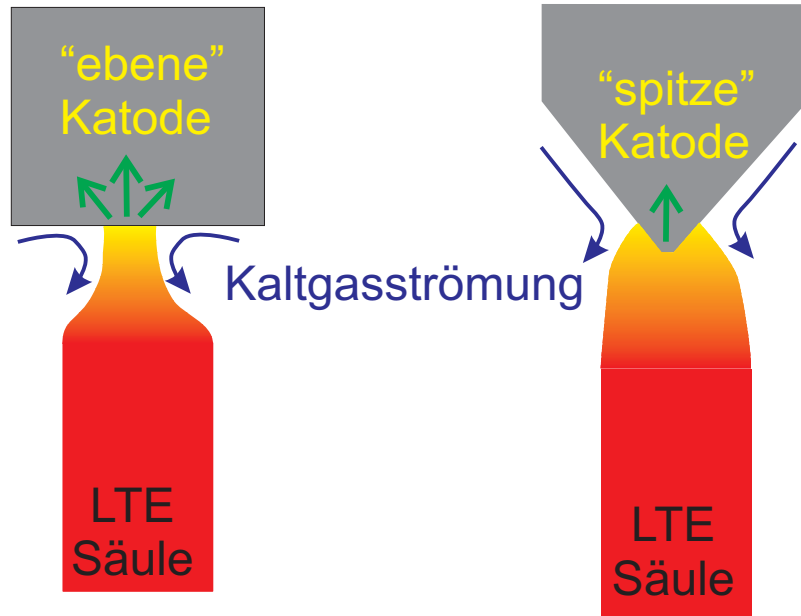 “ebene”
Katode
“spitze”
Katode
Kaltgasströmung
LTE
Säule
LTE
Säule